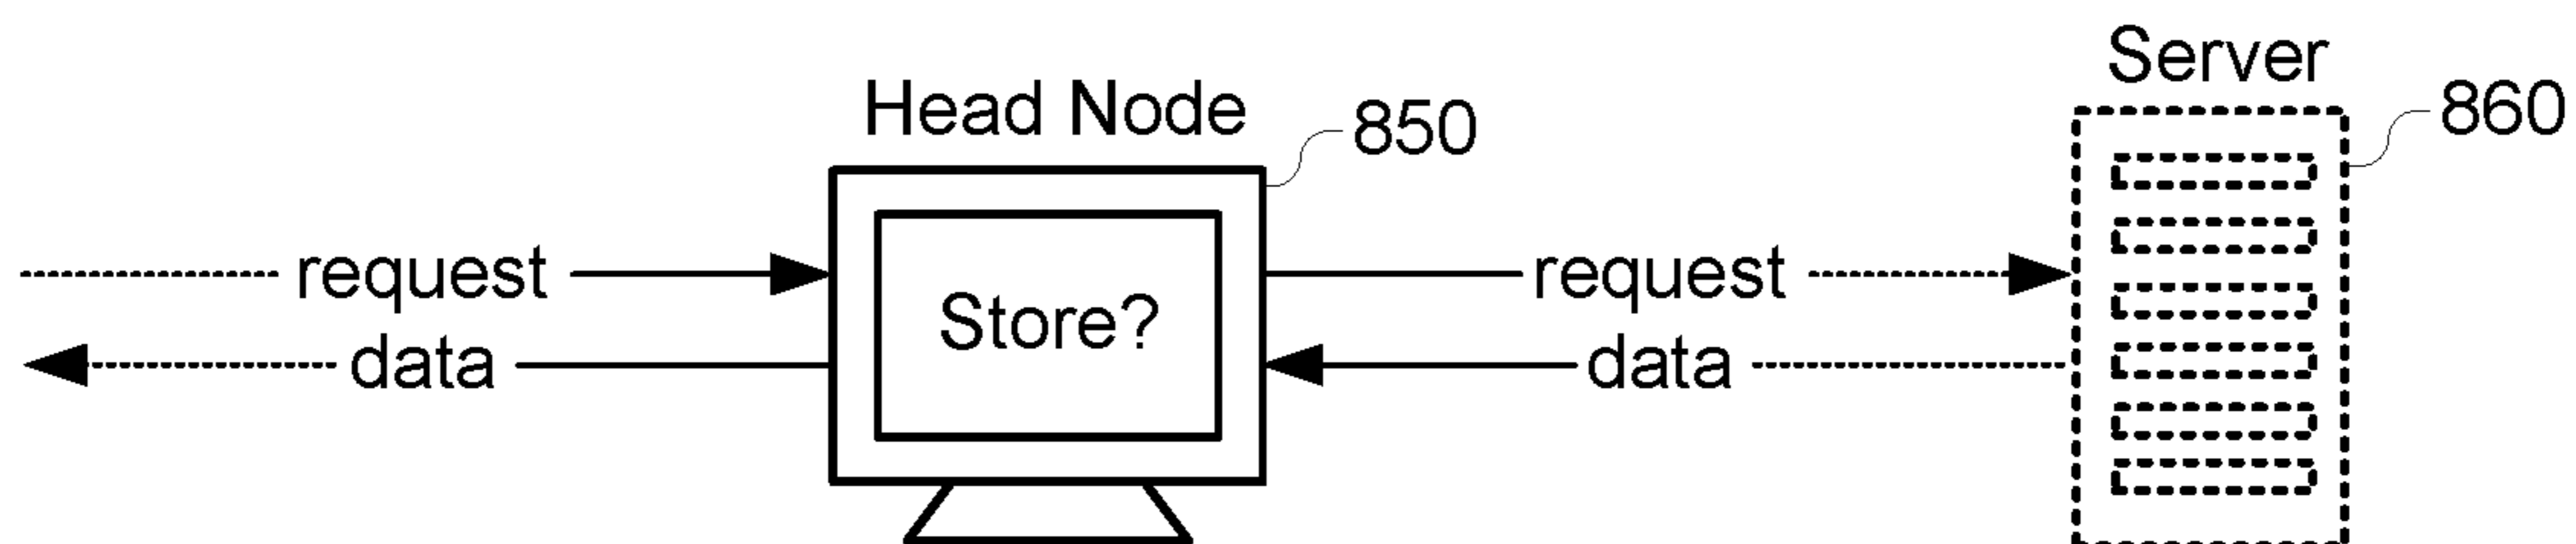 Server
860
Head Node
850
request
request
Store?
data
data